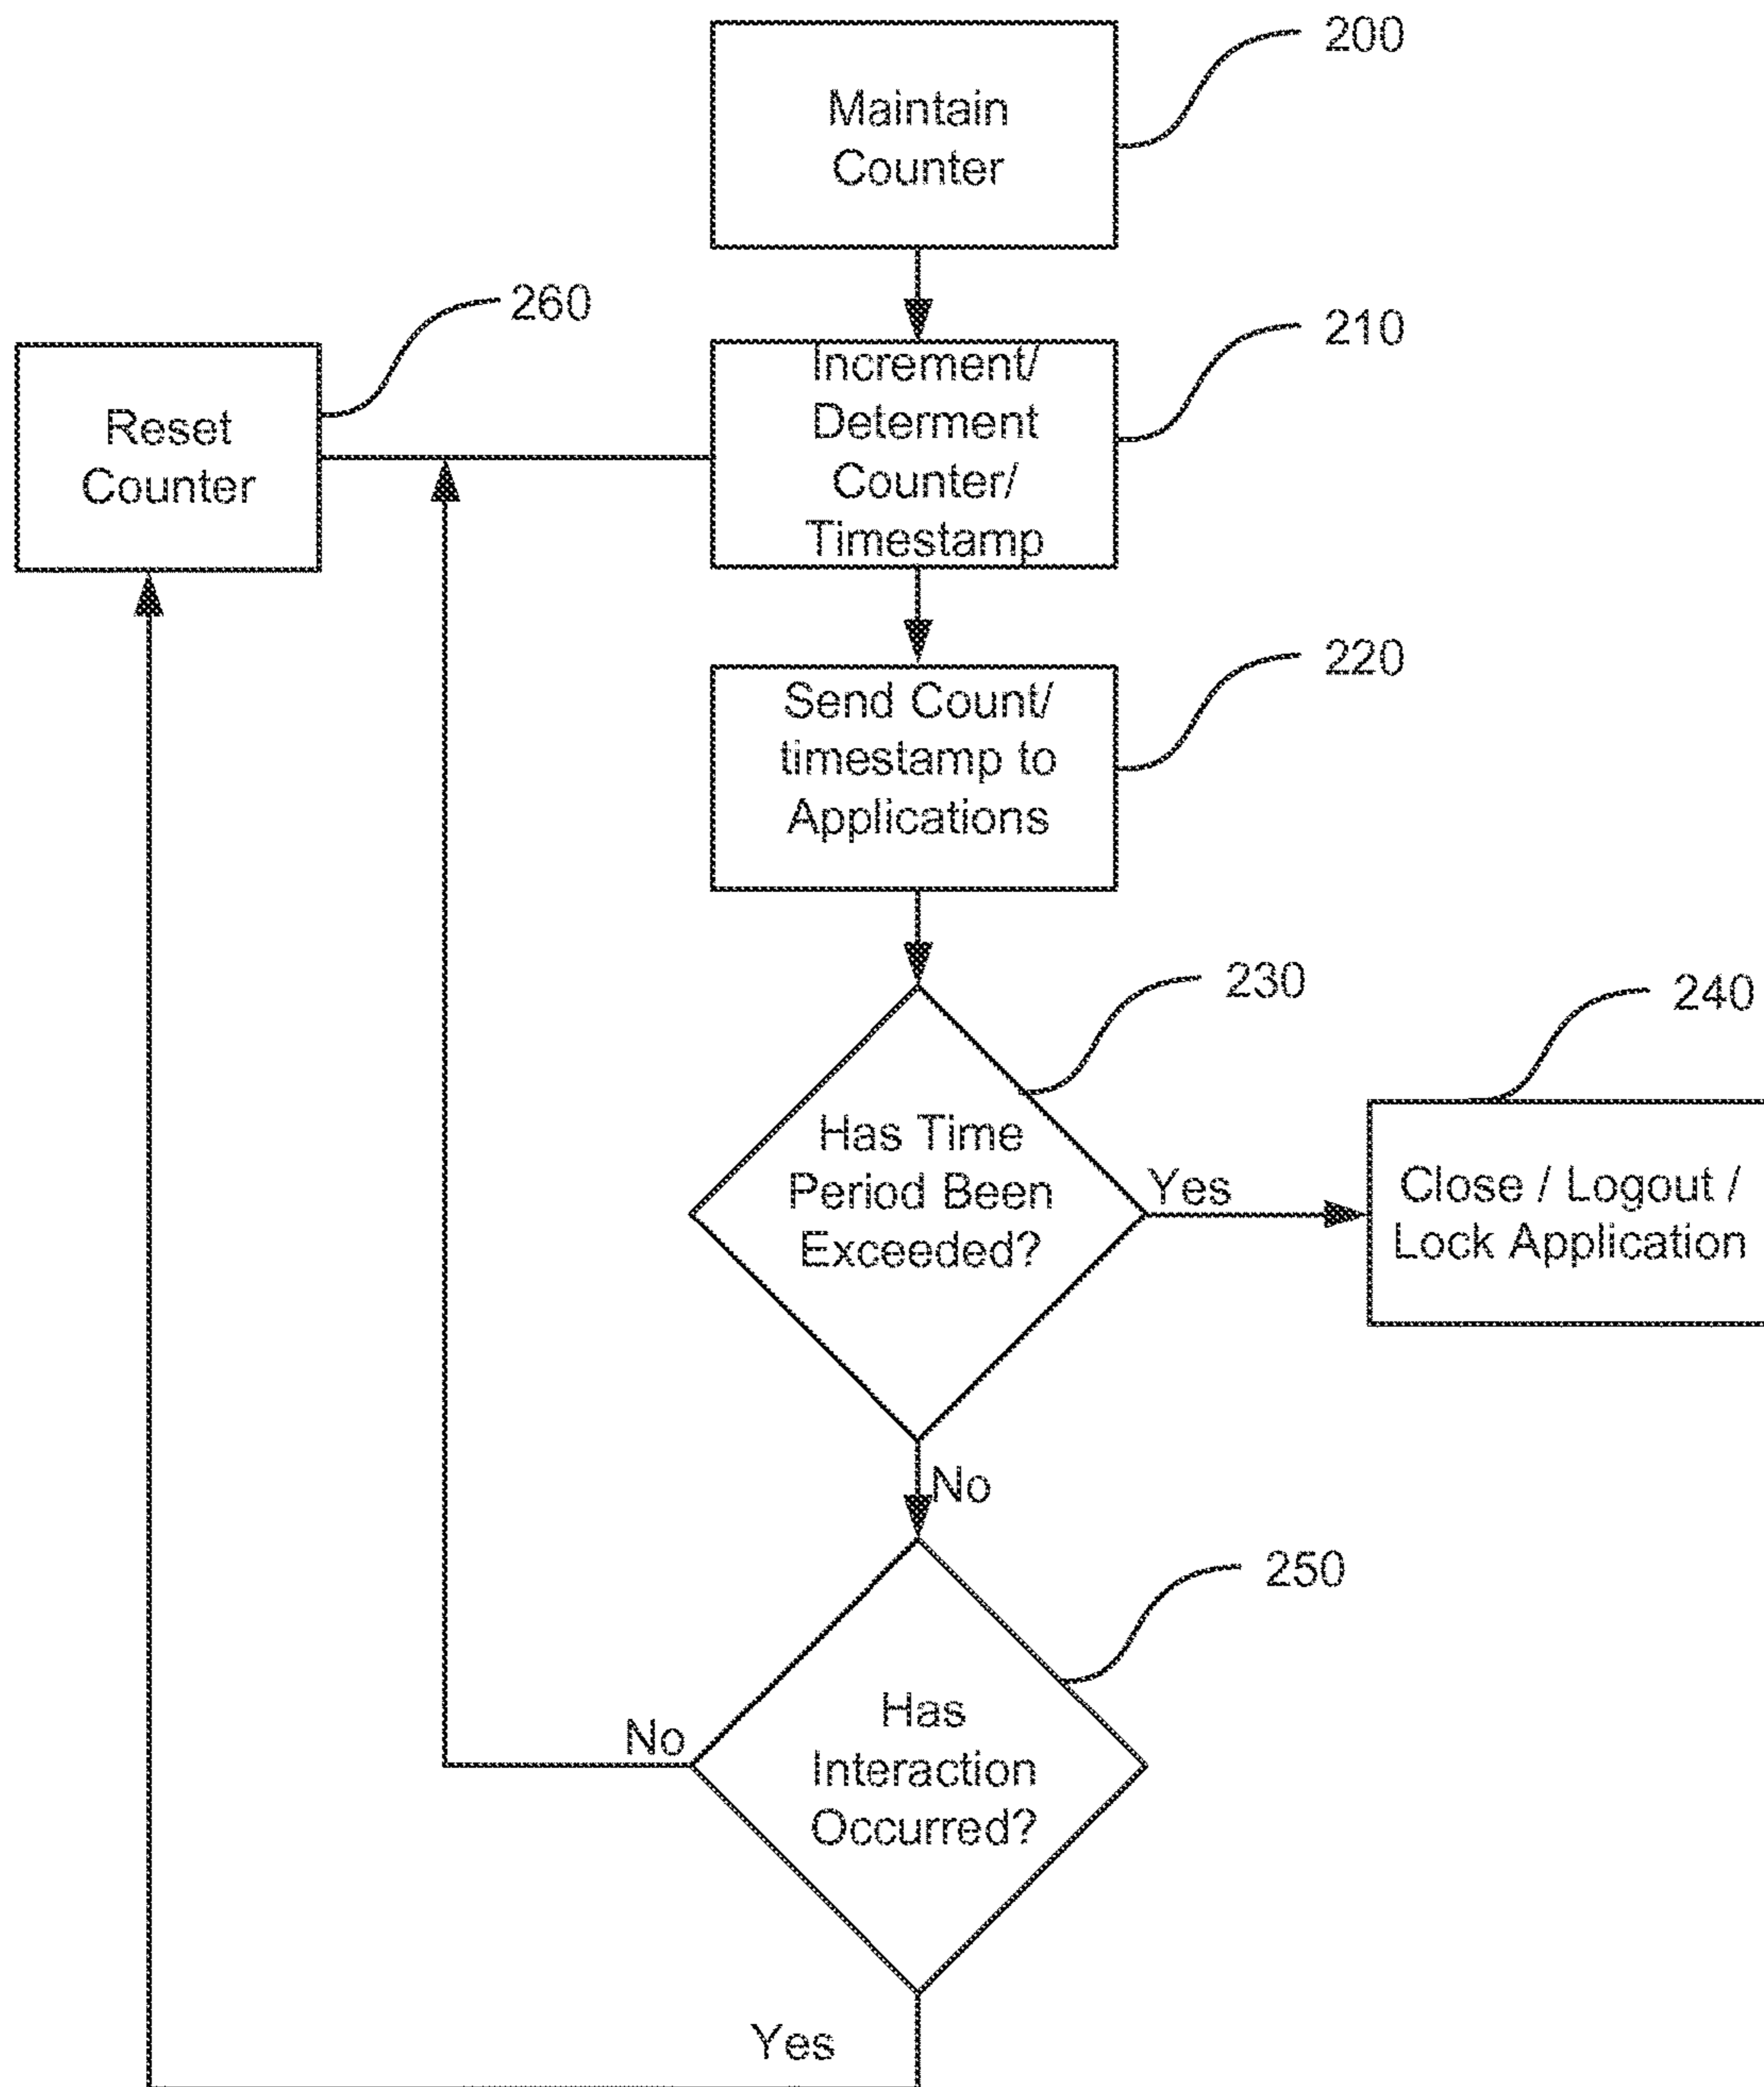 200
Maintain
Counter
260
210
Reset
Counter
Increment/
Determent
Counter/
Timestamp
220
Send Count/
timestamp to
Applications
230
240
Has Time
Period Been
Exceeded?
Yes
Close / Logout /
Lock Application
No
250
Has
Interaction
Occurred?
No
Yes